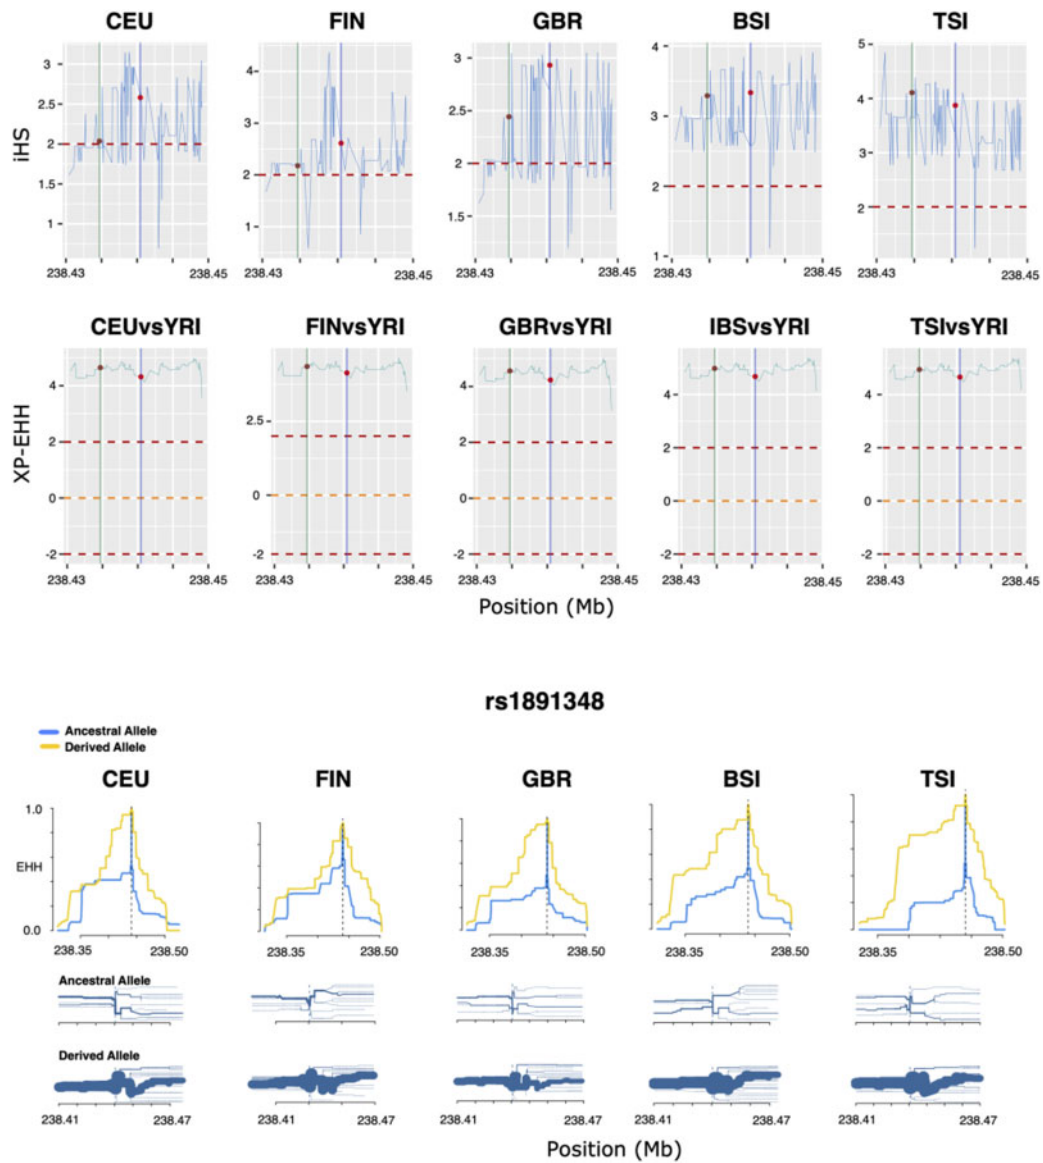 CEU FIN GBR BSI TSI
iHS
3 2.5 2 1.5 1
4 3 2 1
3 2.5 2 1.5
4 3 2 1
5 4 3 2
238.43 238.45 238.43 238.45 238.43 238.45 238.43 238.45 238.43 238.45
CEUvsYRI FINvsYRI GBRvsYRI IBSvsYRI TSIvsYRI
XP-EHH
4 2 0 -2
2.5 0 -2
4 2 0 -2
4 2 0 -2
4 2 0 -2
238.43 238.45 238.43 238.45 238.43 238.45 238.43 238.45 238.43 238.45
Position (Mb)
rs1891348
Ancestral Allele
Derived Allele
CEU FIN GBR BSI TSI
1.0
EHH
0.0
238.35 238.50 238.35 238.50 238.35 238.50 238.35 238.50 238.35 238.50
Ancestral Allele
Derived Allele
238.41 238.47 238.41 238.47 238.41 238.47 238.41 238.47 238.41 238.47
Position (Mb)